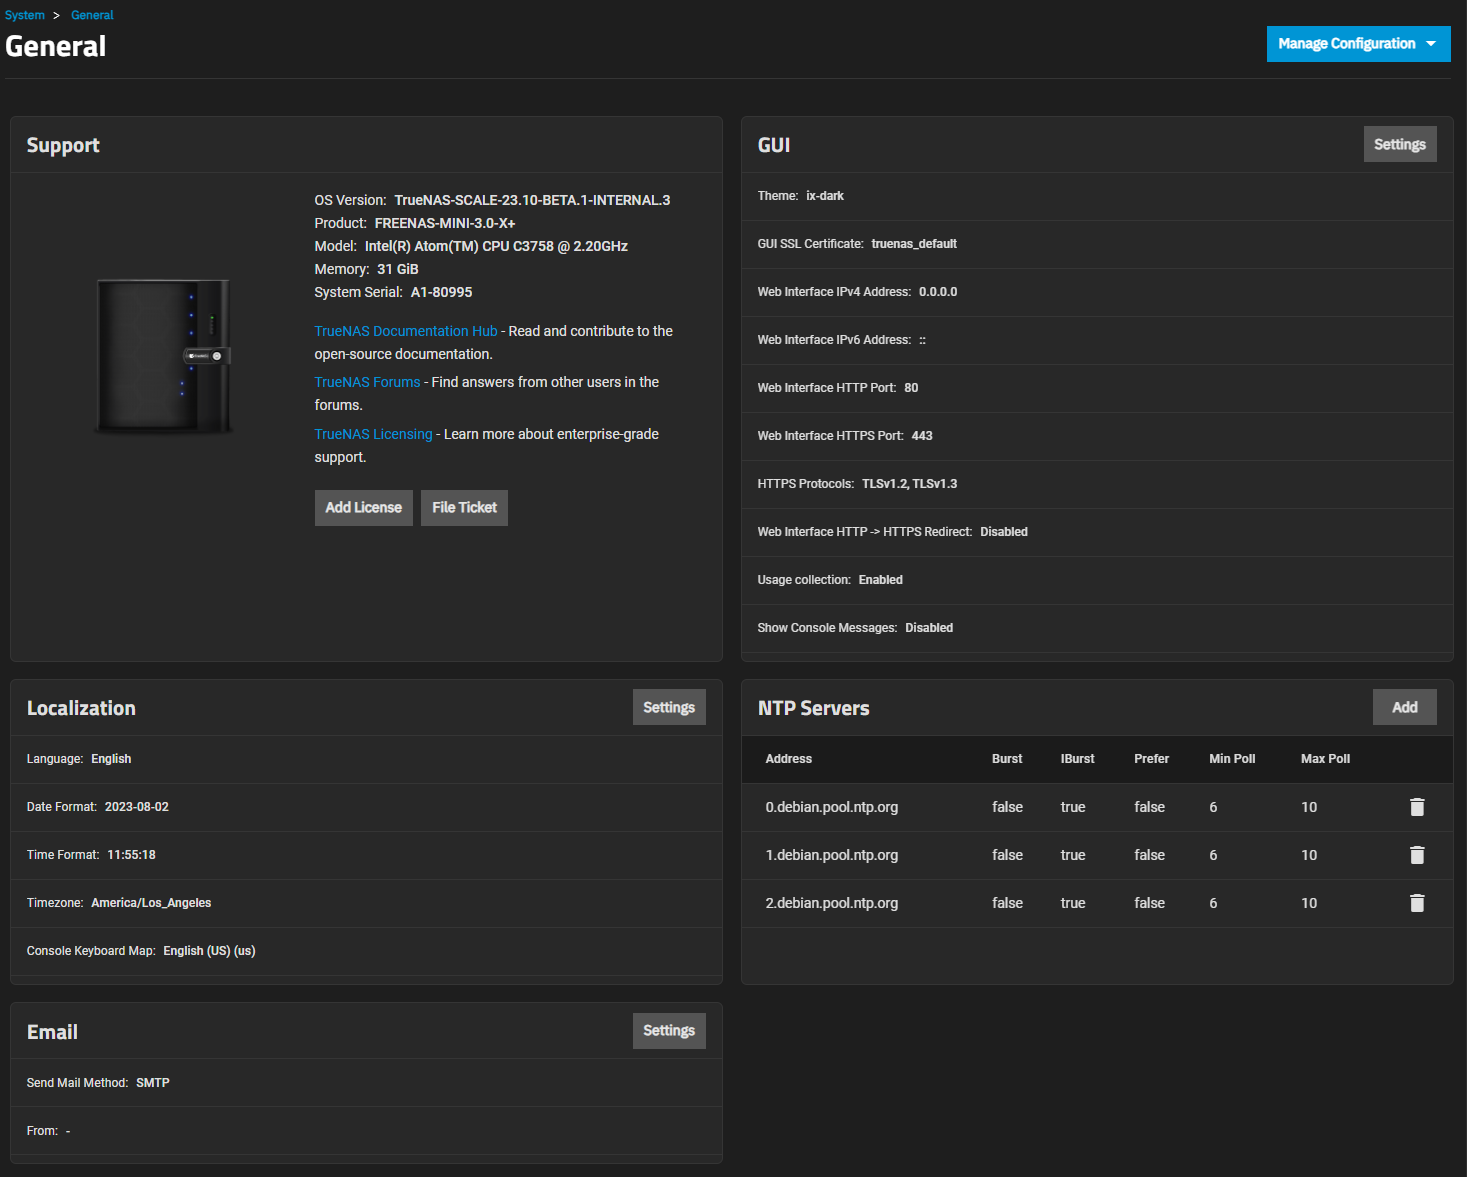 System > General
General
Manage Configuration
Support
OS Version: TrueNAS-SCALE-23.10-BETA.1-INTERNAL.3
Product: FREENAS-MINI-3.0-X+
Model: Intel(R) Atom(TM) CPU C3758 @ 2.20GHz
Memory: 31 GiB
System Serial: A1-80995
TrueNAS Documentation Hub - Read and contribute to the
open-source documentation.
TrueNAS Forums - Find answers from other users in the
forums.
TrueNAS Licensing - Learn more about enterprise-grade
support.
Add License File Ticket
GUI Settings
Theme: ix-dark
GUI SSL Certificate: truenas_default
Web Interface IPv4 Address: 0.0.0.0
Web Interface IPv6 Address: ::
Web Interface HTTP Port: 80
Web Interface HTTPS Port: 443
HTTPS Protocols: TLSv1.2, TLSv1.3
Web Interface HTTP -> HTTPS Redirect: Disabled
Usage collection: Enabled
Show Console Messages: Disabled
Localization Settings
Language: English
Date Format: 2023-08-02
Time Format: 11:55:18
Timezone: America/Los_Angeles
Console Keyboard Map: English (US) (us)
NTP Servers Add
Address Burst IBurst Prefer Min Poll Max Poll
0.debian.pool.ntp.org false true false 6 10
1.debian.pool.ntp.org false true false 6 10
2.debian.pool.ntp.org false true false 6 10
Email Settings
Send Mail Method: SMTP
From: -